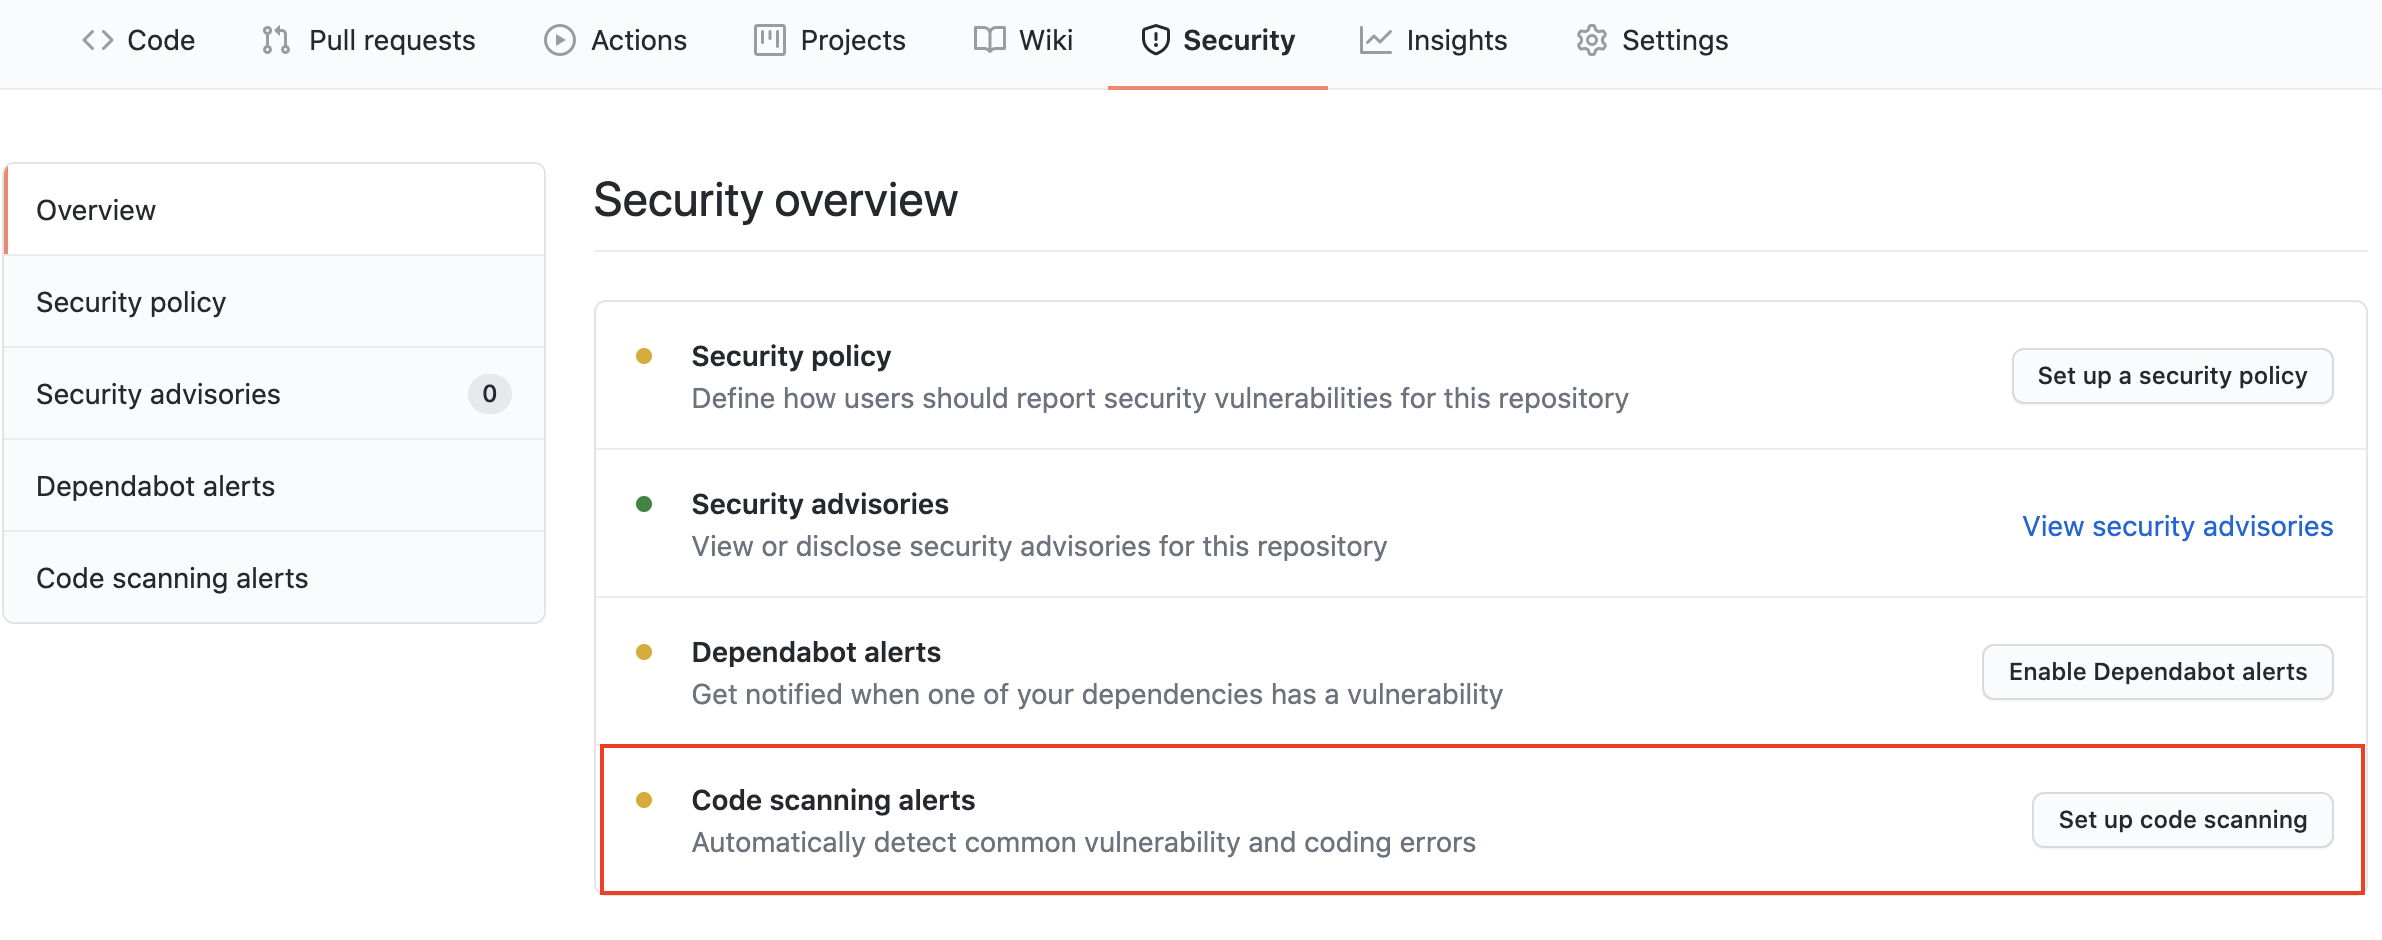 Code Pull requests Actions Projects Wiki Security Insights Settings
Overview
Security policy
Security advisories 0
Dependabot alerts
Code scanning alerts
Security overview
Security policy
Define how users should report security vulnerabilities for this repository
Set up a security policy
Security advisories
View or disclose security advisories for this repository
View security advisories
Dependabot alerts
Get notified when one of your dependencies has a vulnerability
Enable Dependabot alerts
Code scanning alerts
Automatically detect common vulnerability and coding errors
Set up code scanning